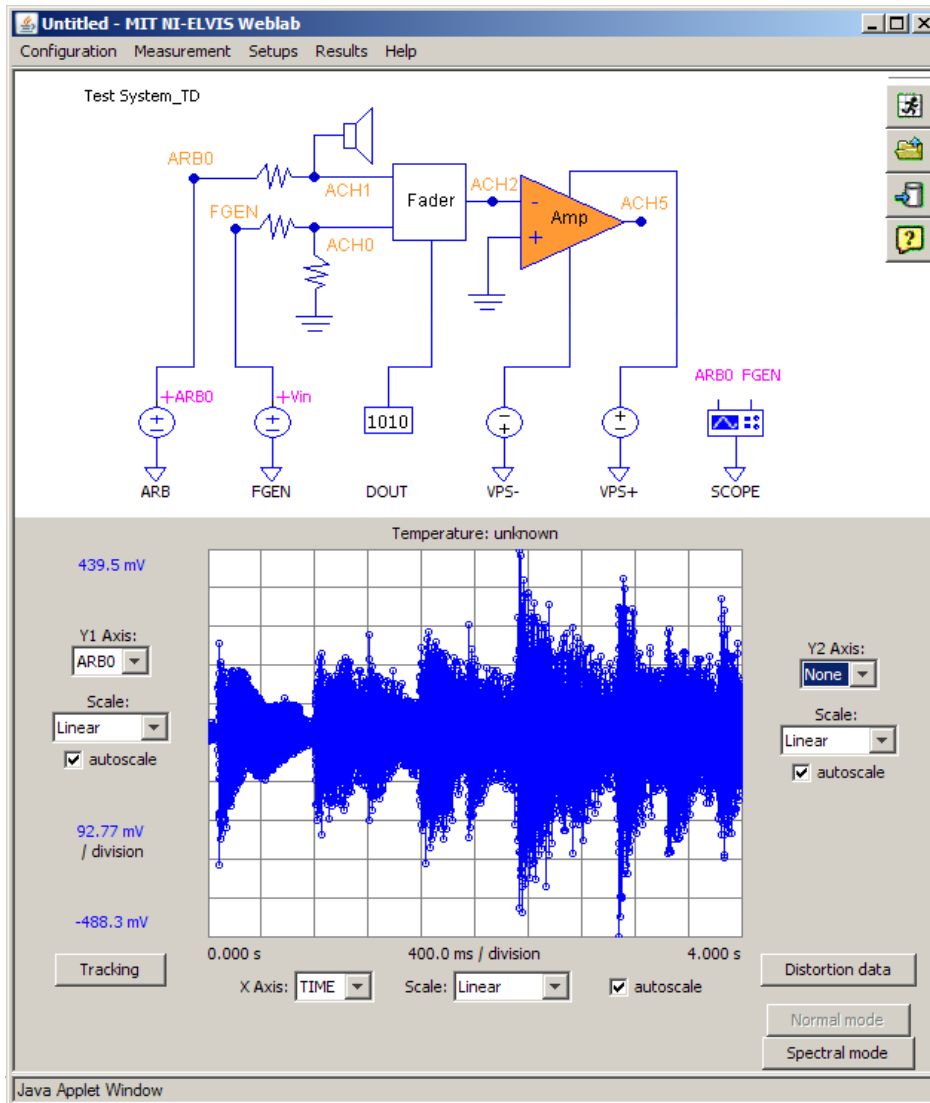 Untitled - MIT NI-ELVIS Weblab
Configuration Measurement Setups Results Help
Test System_TD
ARB0
ACH1
FGEN
ACH0
Fader
ACH2
-
+
Amp
ACH5
+ARB0
+Vin
1010
ARB0 FGEN
ARB FGEN DOUT VPS- VPS+ SCOPE
Temperature: unknown
439.5 mV
Y1 Axis:
ARB0
Scale:
Linear
autoscale
92.77 mV
/ division
-488.3 mV
Tracking
0.000 s 400.0 ms / division 4.000 s
X Axis: TIME Scale: Linear autoscale
Y2 Axis:
None
Scale:
Linear
autoscale
Distortion data
Normal mode
Spectral mode
Java Applet Window